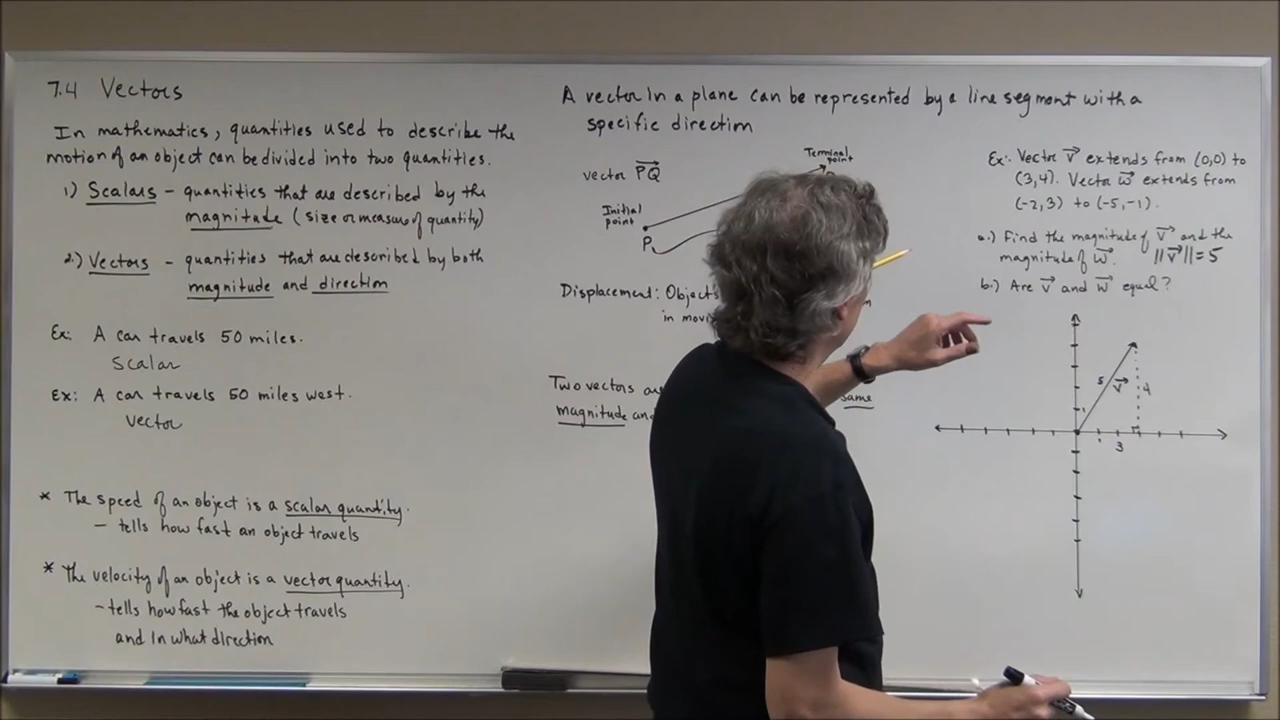 7.4 Vectors
In mathematics, quantities used to describe the
motion of an object can be divided into two quantities.
1) Scalars - quantities that are described by the
magnitude (size or measure of quantity)
2.) Vectors - quantities that are described by both
magnitude and direction
Ex: A car travels 50 miles.
scalar
Ex: A car travels 50 miles west.
vector
* The speed of an object is a scalar quantity.
- tells how fast an object travels
* The velocity of an object is a vector quantity.
- tells how fast the object travels
and in what direction
A vector in a plane can be represented by a line segment with a
specific direction
vector PQ
Terminal
point
Initial
point
P
Displacement: Object's
in movi
Two vectors are
same
magnitude and
Ex: Vector v extends from (0,0) to
(3,4). Vector w extends from
(-2,3) to (-5,-1).
a.) Find the magnitude of v and the
magnitude of w. ||v|| = 5
b.) Are v and w equal?
5
v
4
1
1
3